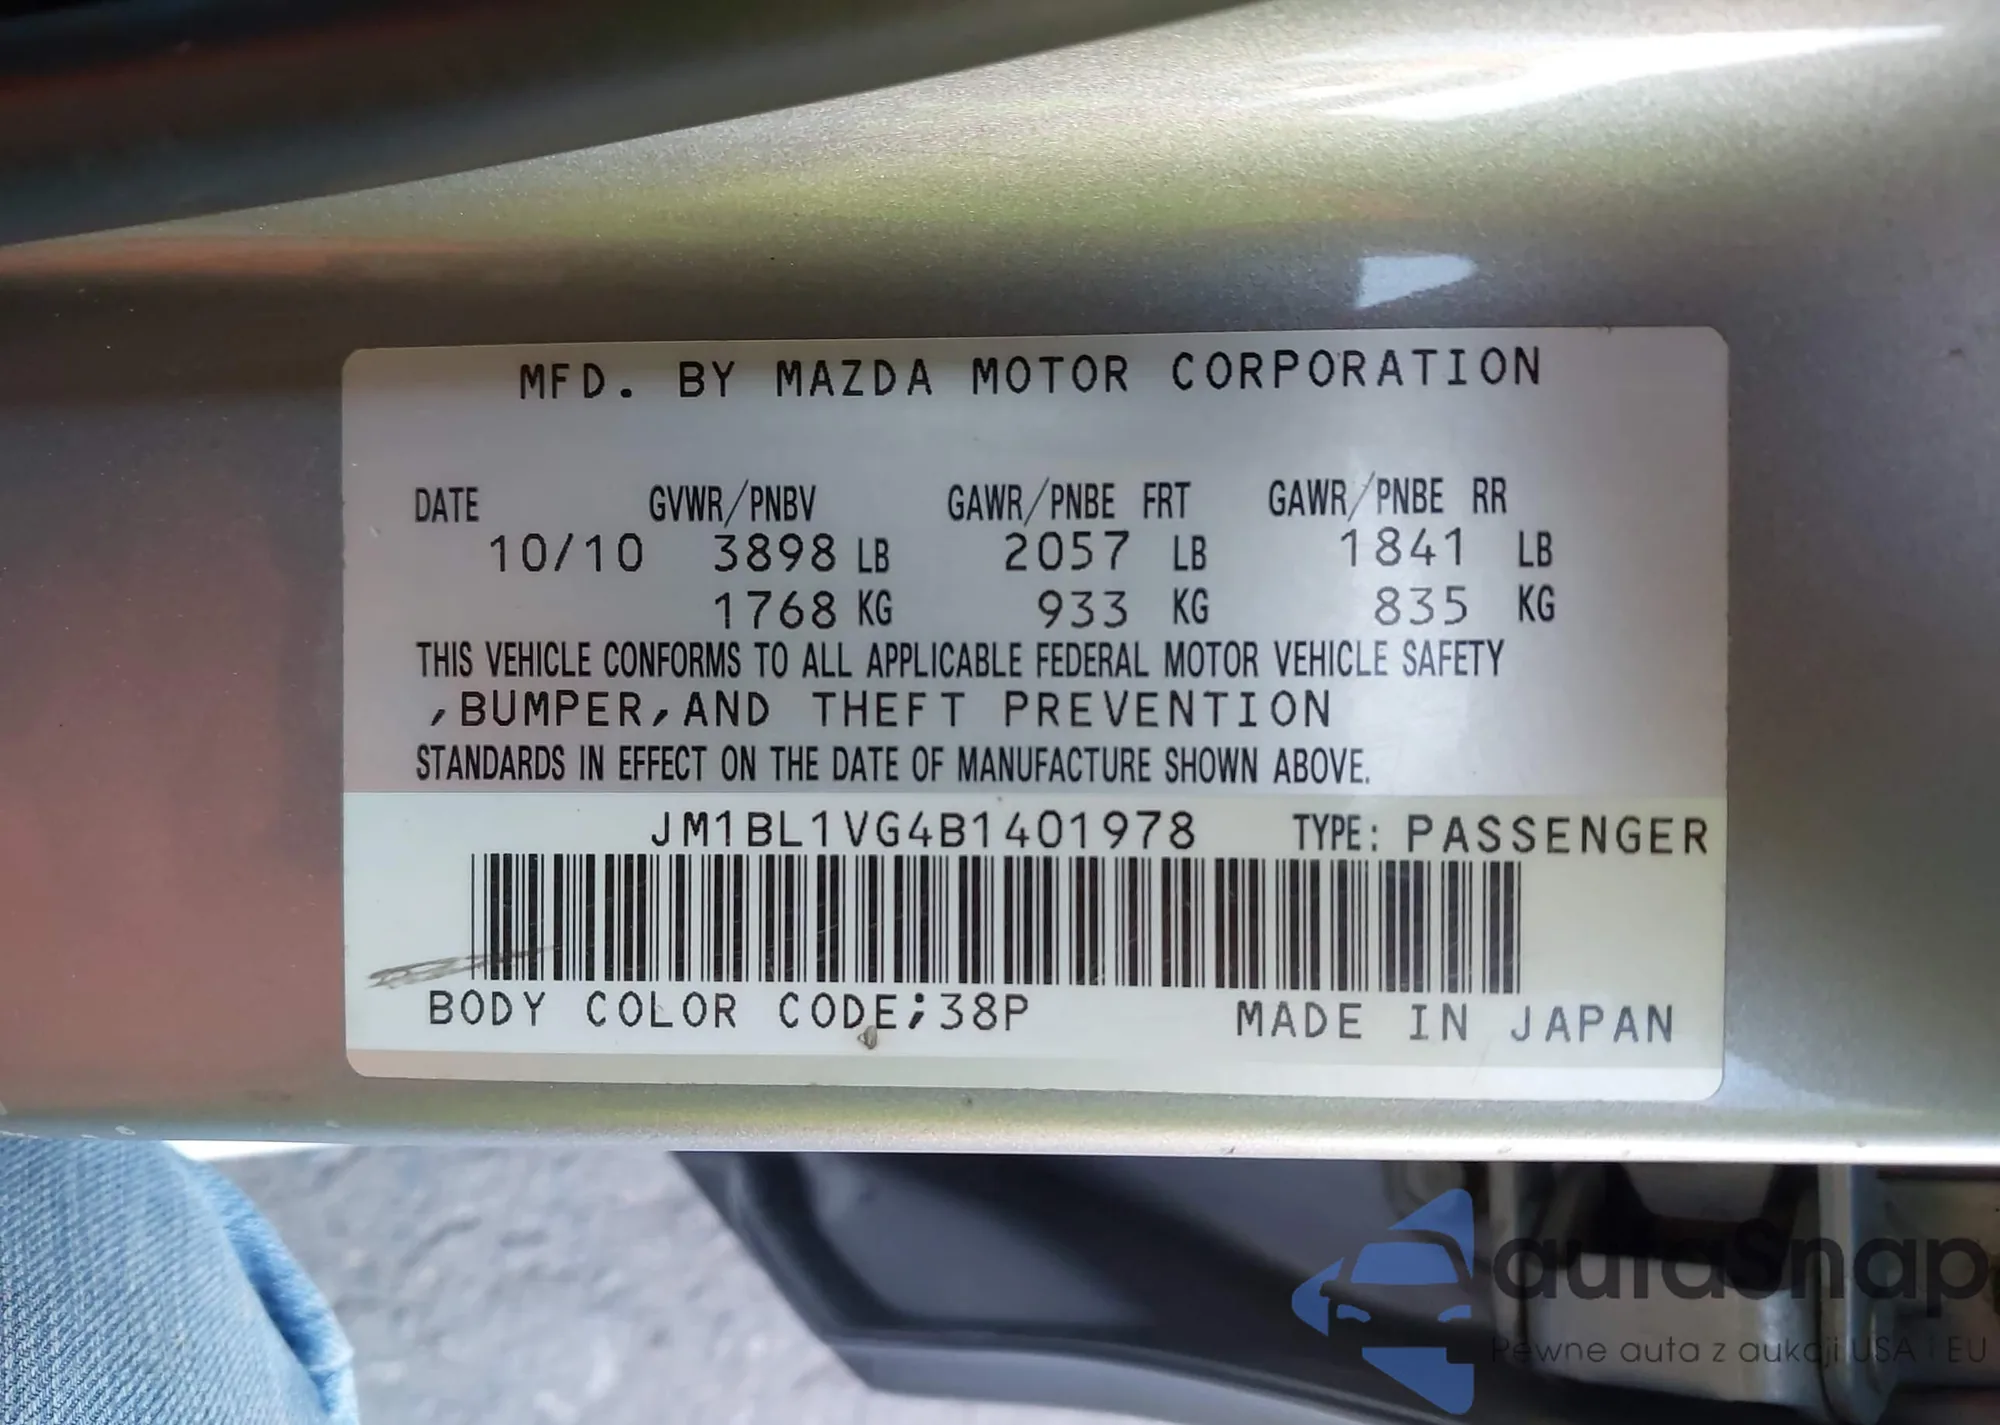 MFD. BY MAZDA MOTOR CORPORATION
DATE GVWR/PNBV GAWR/PNBE FRT GAWR/PNBE RR
10/10 3898 LB 2057 LB 1841 LB
1768 KG 933 KG 835 KG
THIS VEHICLE CONFORMS TO ALL APPLICABLE FEDERAL MOTOR VEHICLE SAFETY
,BUMPER,AND THEFT PREVENTION
STANDARDS IN EFFECT ON THE DATE OF MANUFACTURE SHOWN ABOVE.
JM1BL1VG4B1401978 TYPE: PASSENGER
BODY COLOR CODE;38P MADE IN JAPAN
autaSnap
Pewne auta z aukcji USA i EU